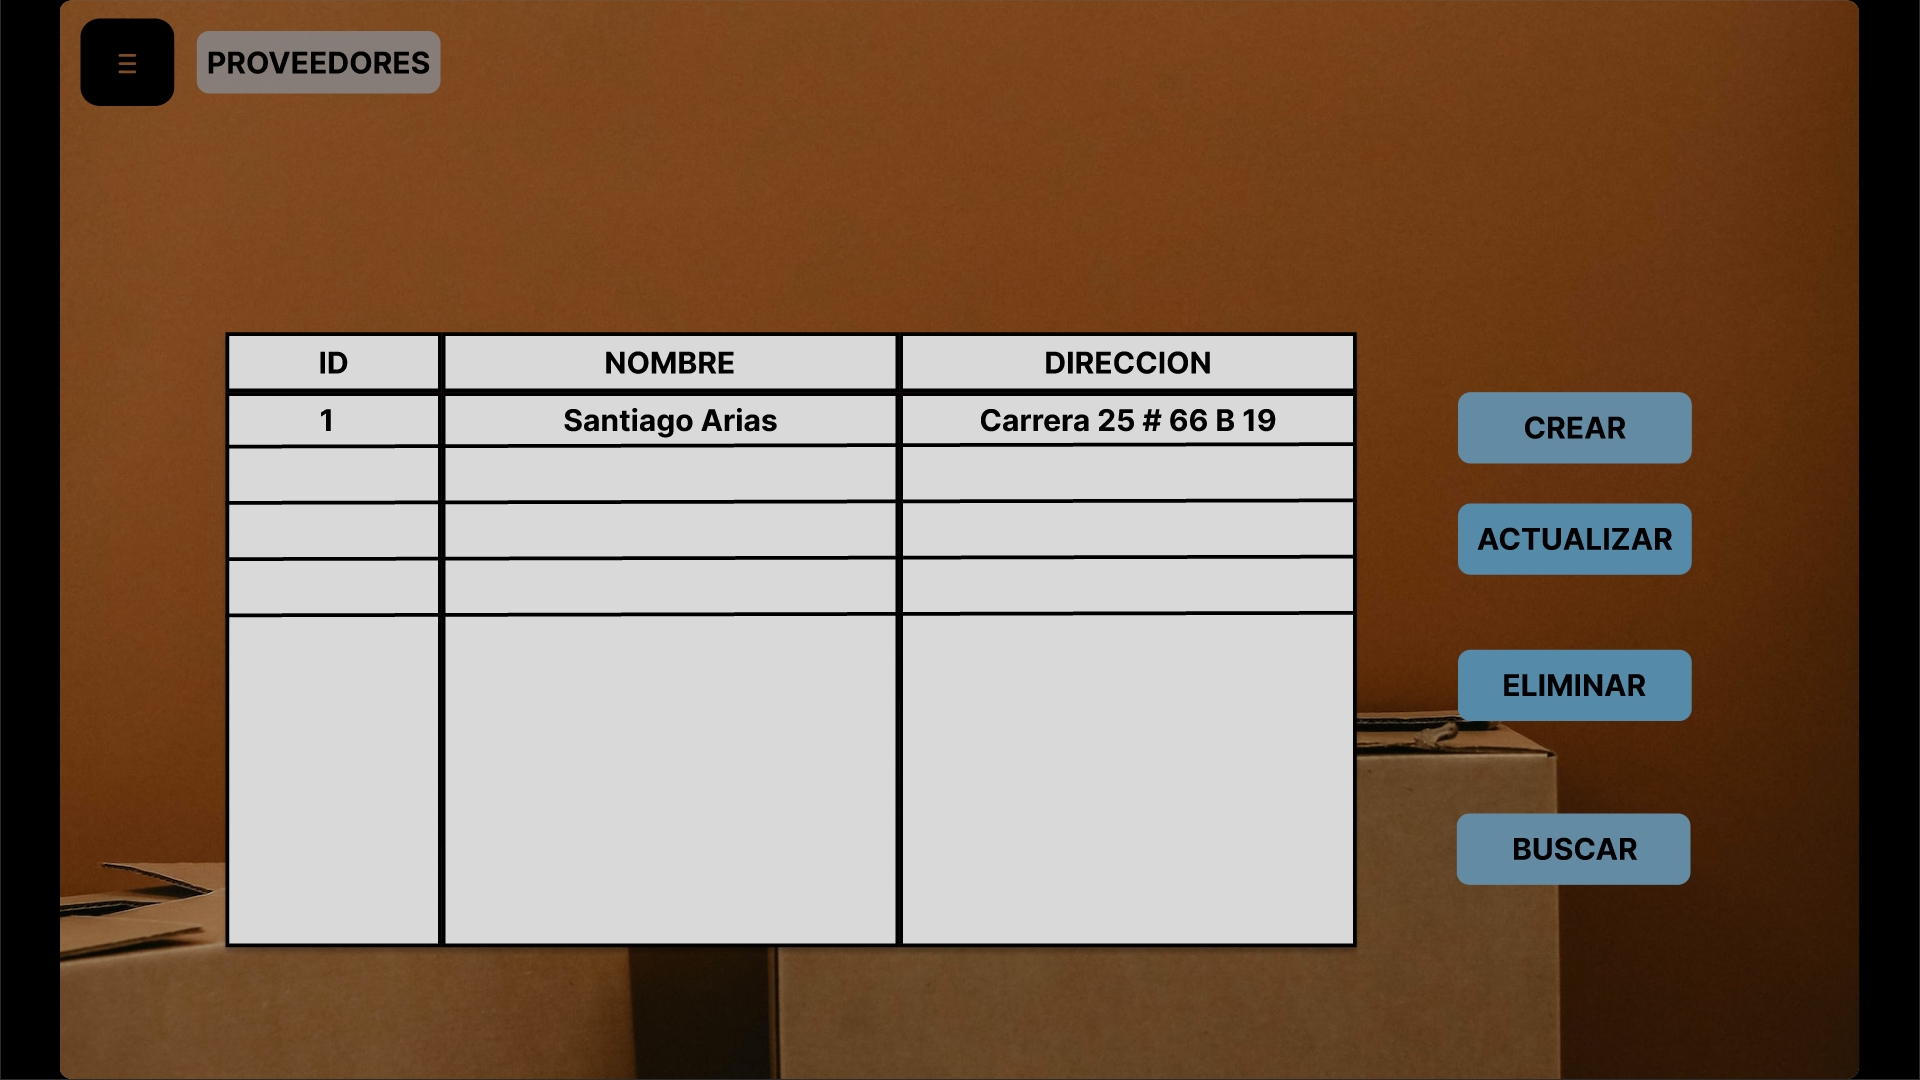 PROVEEDORES
ID NOMBRE DIRECCION
1 Santiago Arias Carrera 25 # 66 B 19
CREAR
ACTUALIZAR
ELIMINAR
BUSCAR